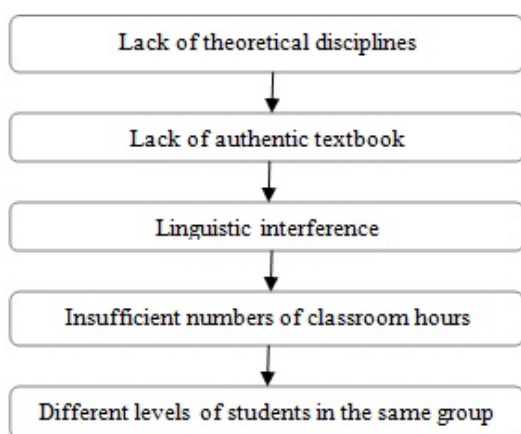 Lack of theoretical disciplines
Lack of authentic textbook
Linguistic interference
Insufficient numbers of classroom hours
Different levels of students in the same group